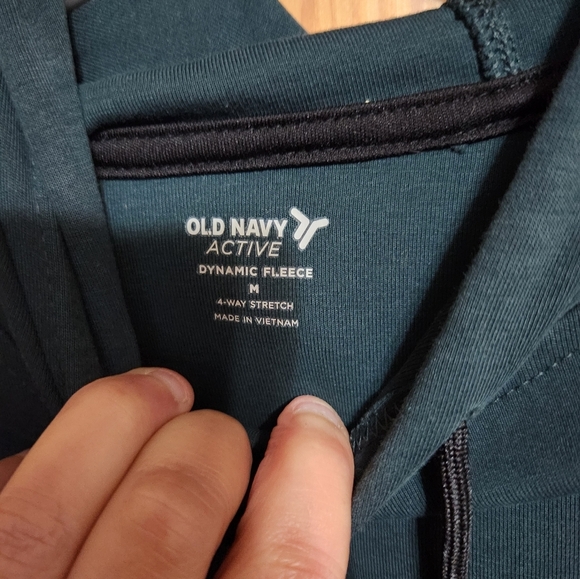 OLD NAVY
ACTIVE
DYNAMIC FLEECE
M
4-WAY STRETCH
MADE IN VIETNAM